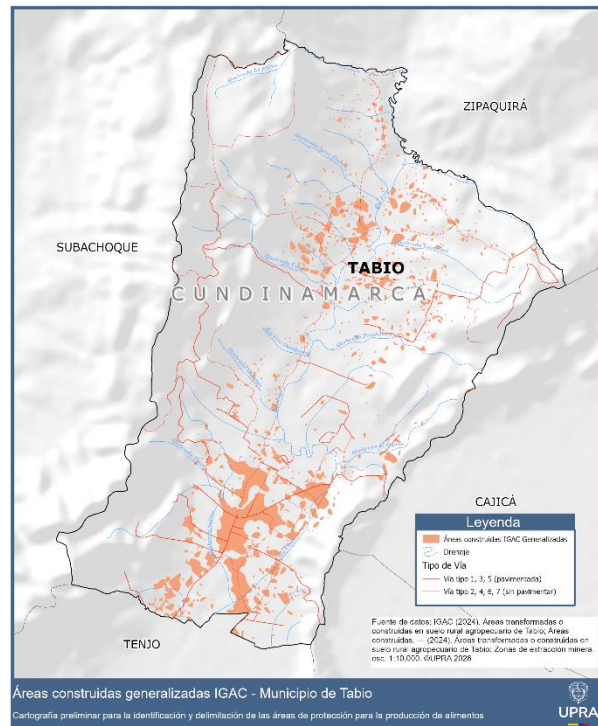 ZIPAQUIRÁ
SUBACHOQUE
TABIO
CUNDINAMARCA
CAJICÁ
TENJO
Leyenda
Áreas construidas IGAC Generalizadas
Drenaje
Tipo de Vía
Vía tipo 1, 3, 5 (pavimentada)
Vía tipo 2, 4, 6, 7 (sin pavimentar)
Fuente de datos: IGAC (2024). Áreas transformadas o
construidas en suelo rural agropecuario de Tabio; Áreas
construidas. — (2024). Áreas transformadas o construidas en
suelo rural agropecuario de Tabio; Zonas de extracción minera.
esc. 1:10.000. ©UPRA 2026
Áreas construidas generalizadas IGAC - Municipio de Tabio
Cartografía preliminar para la identificación y delimitación de las áreas de protección para la producción de alimentos
UPRA